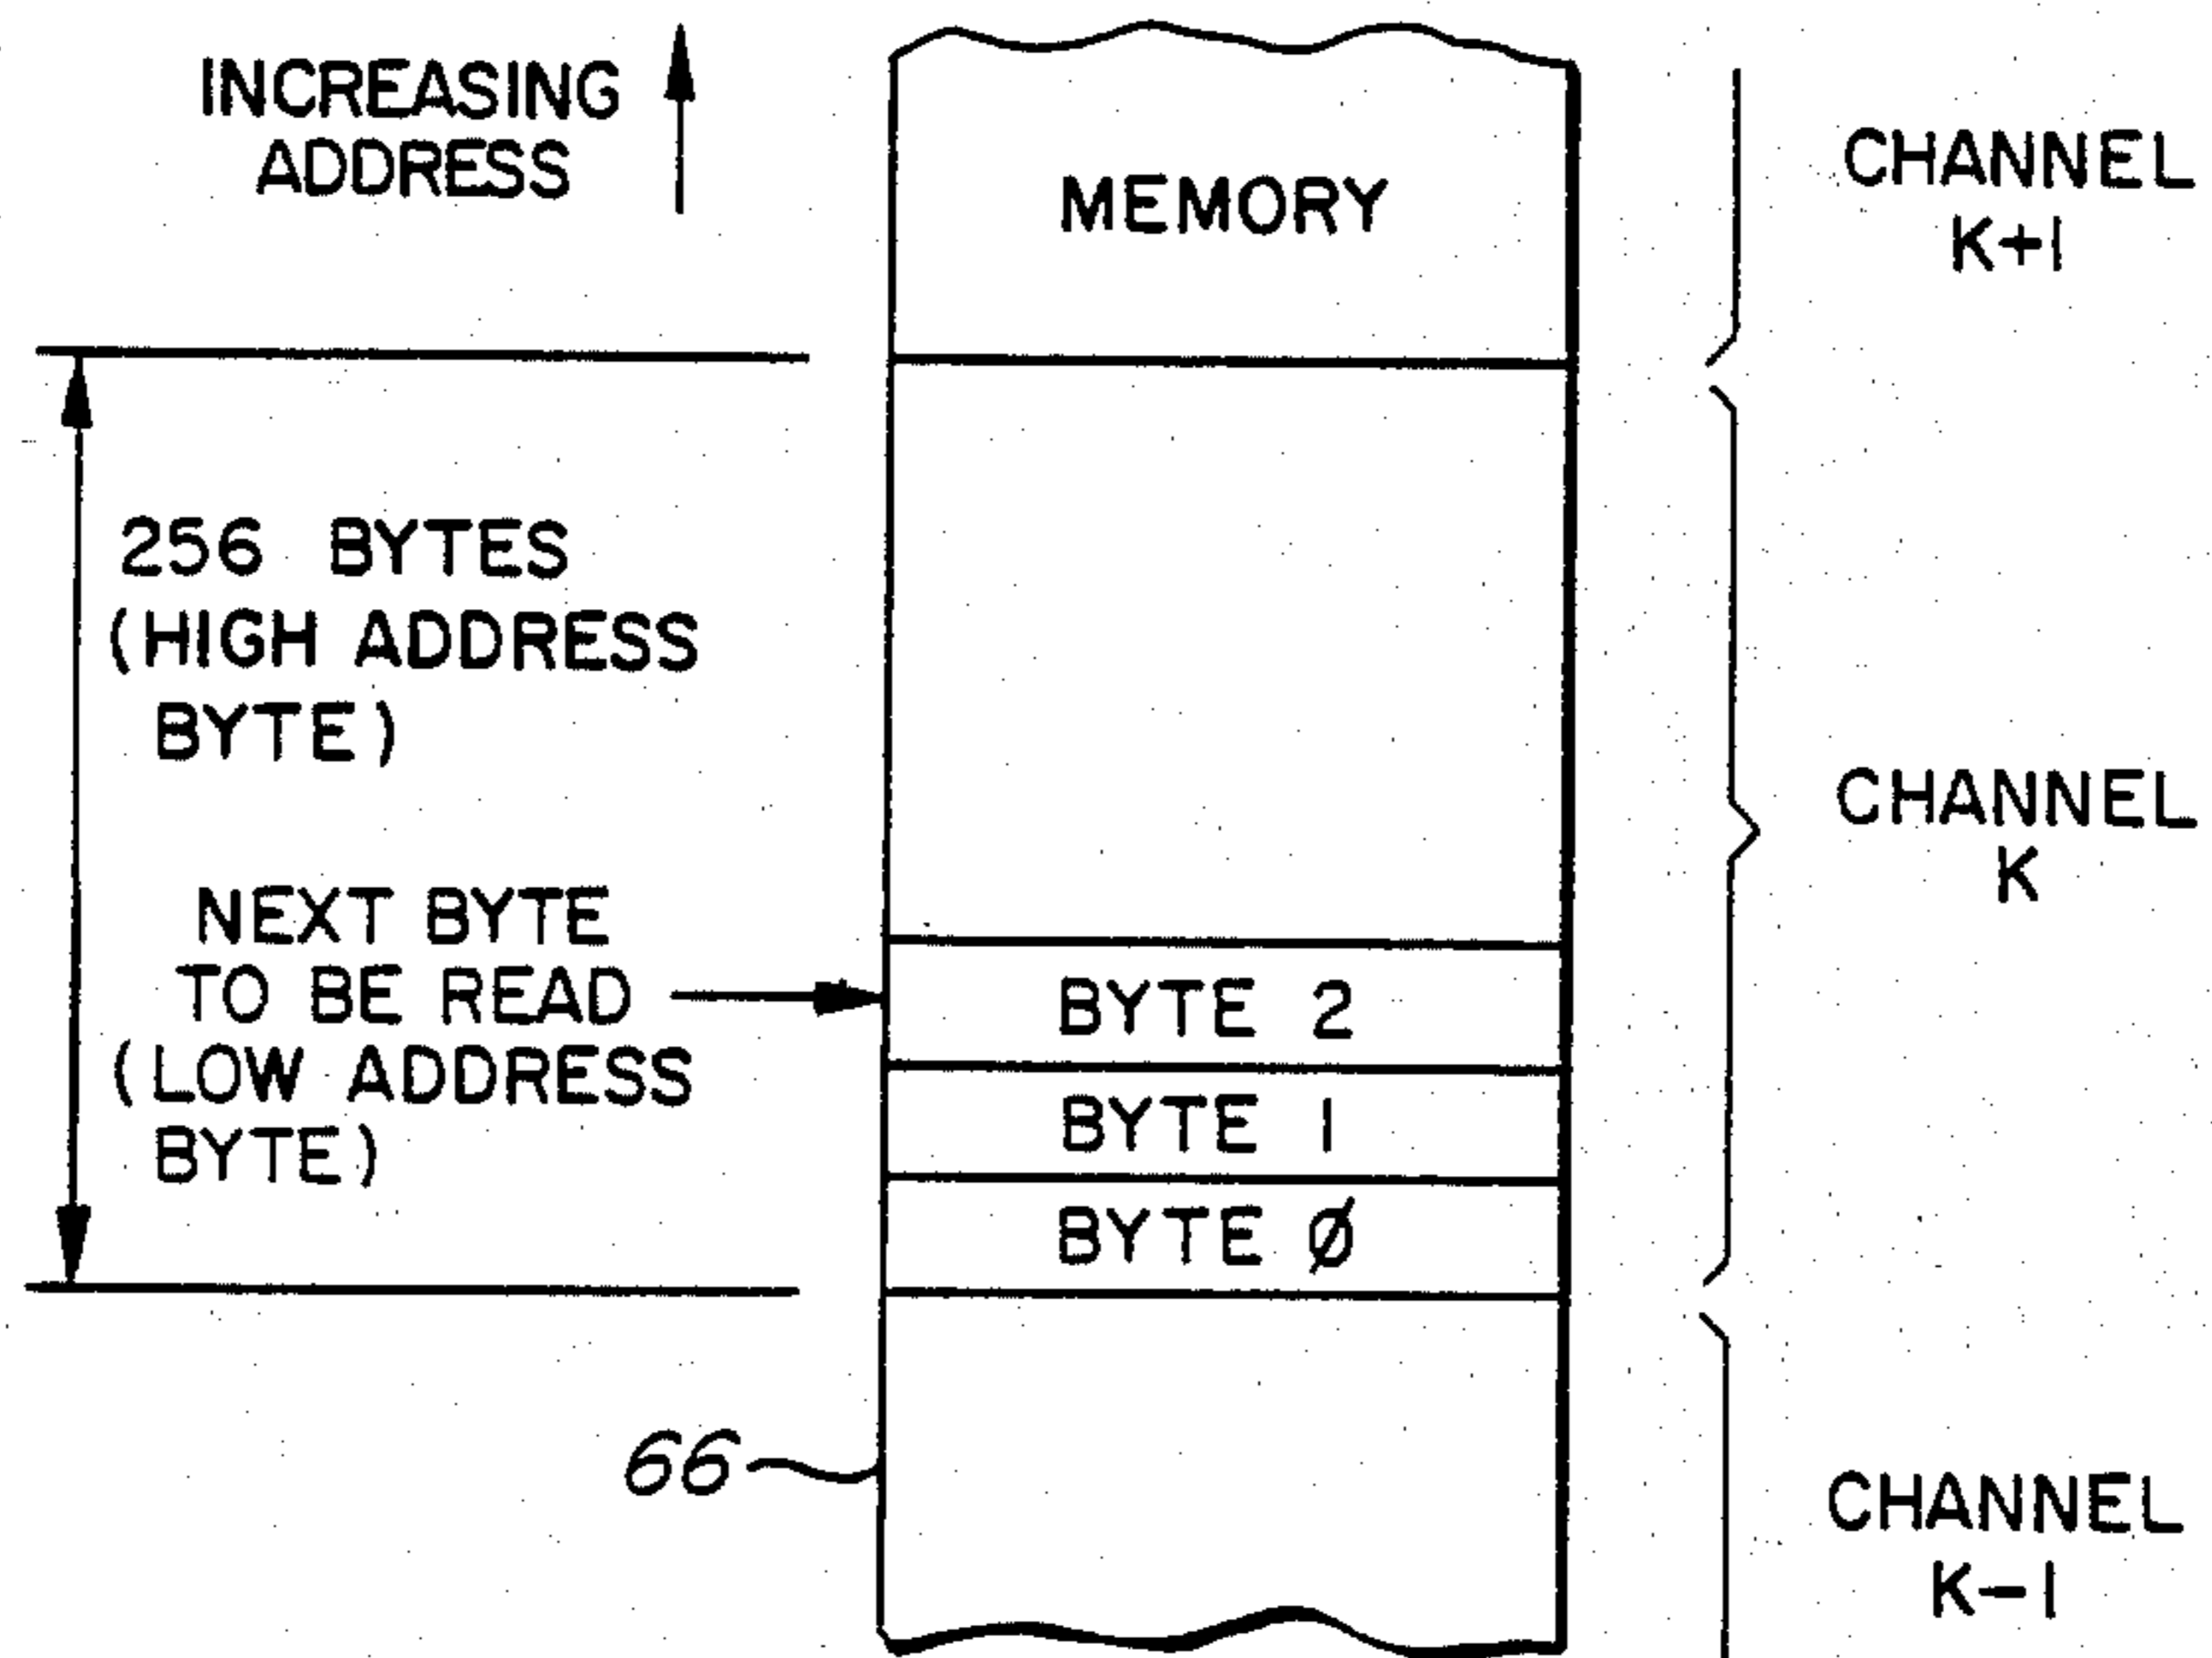 INCREASING
ADDRESS
MEMORY
CHANNEL
K+1
256 BYTES
(HIGH ADDRESS
BYTE)
CHANNEL
K
NEXT BYTE
TO BE READ
(LOW ADDRESS
BYTE)
BYTE 2
BYTE 1
BYTE Ø
66
CHANNEL
K-1